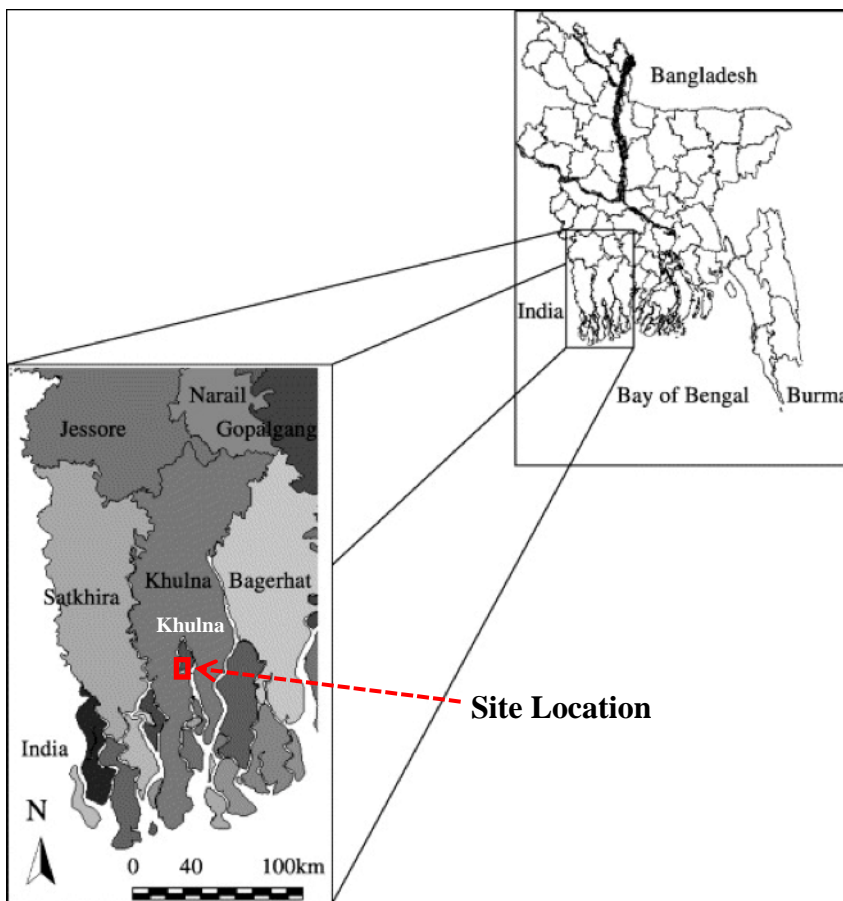 Bangladesh
India
Bay of Bengal
Burma
Narail
Jessore
Gopalgang
Khulna
Bagerhat
Satkhira
Khulna
Site Location
India
N
0 40 100km